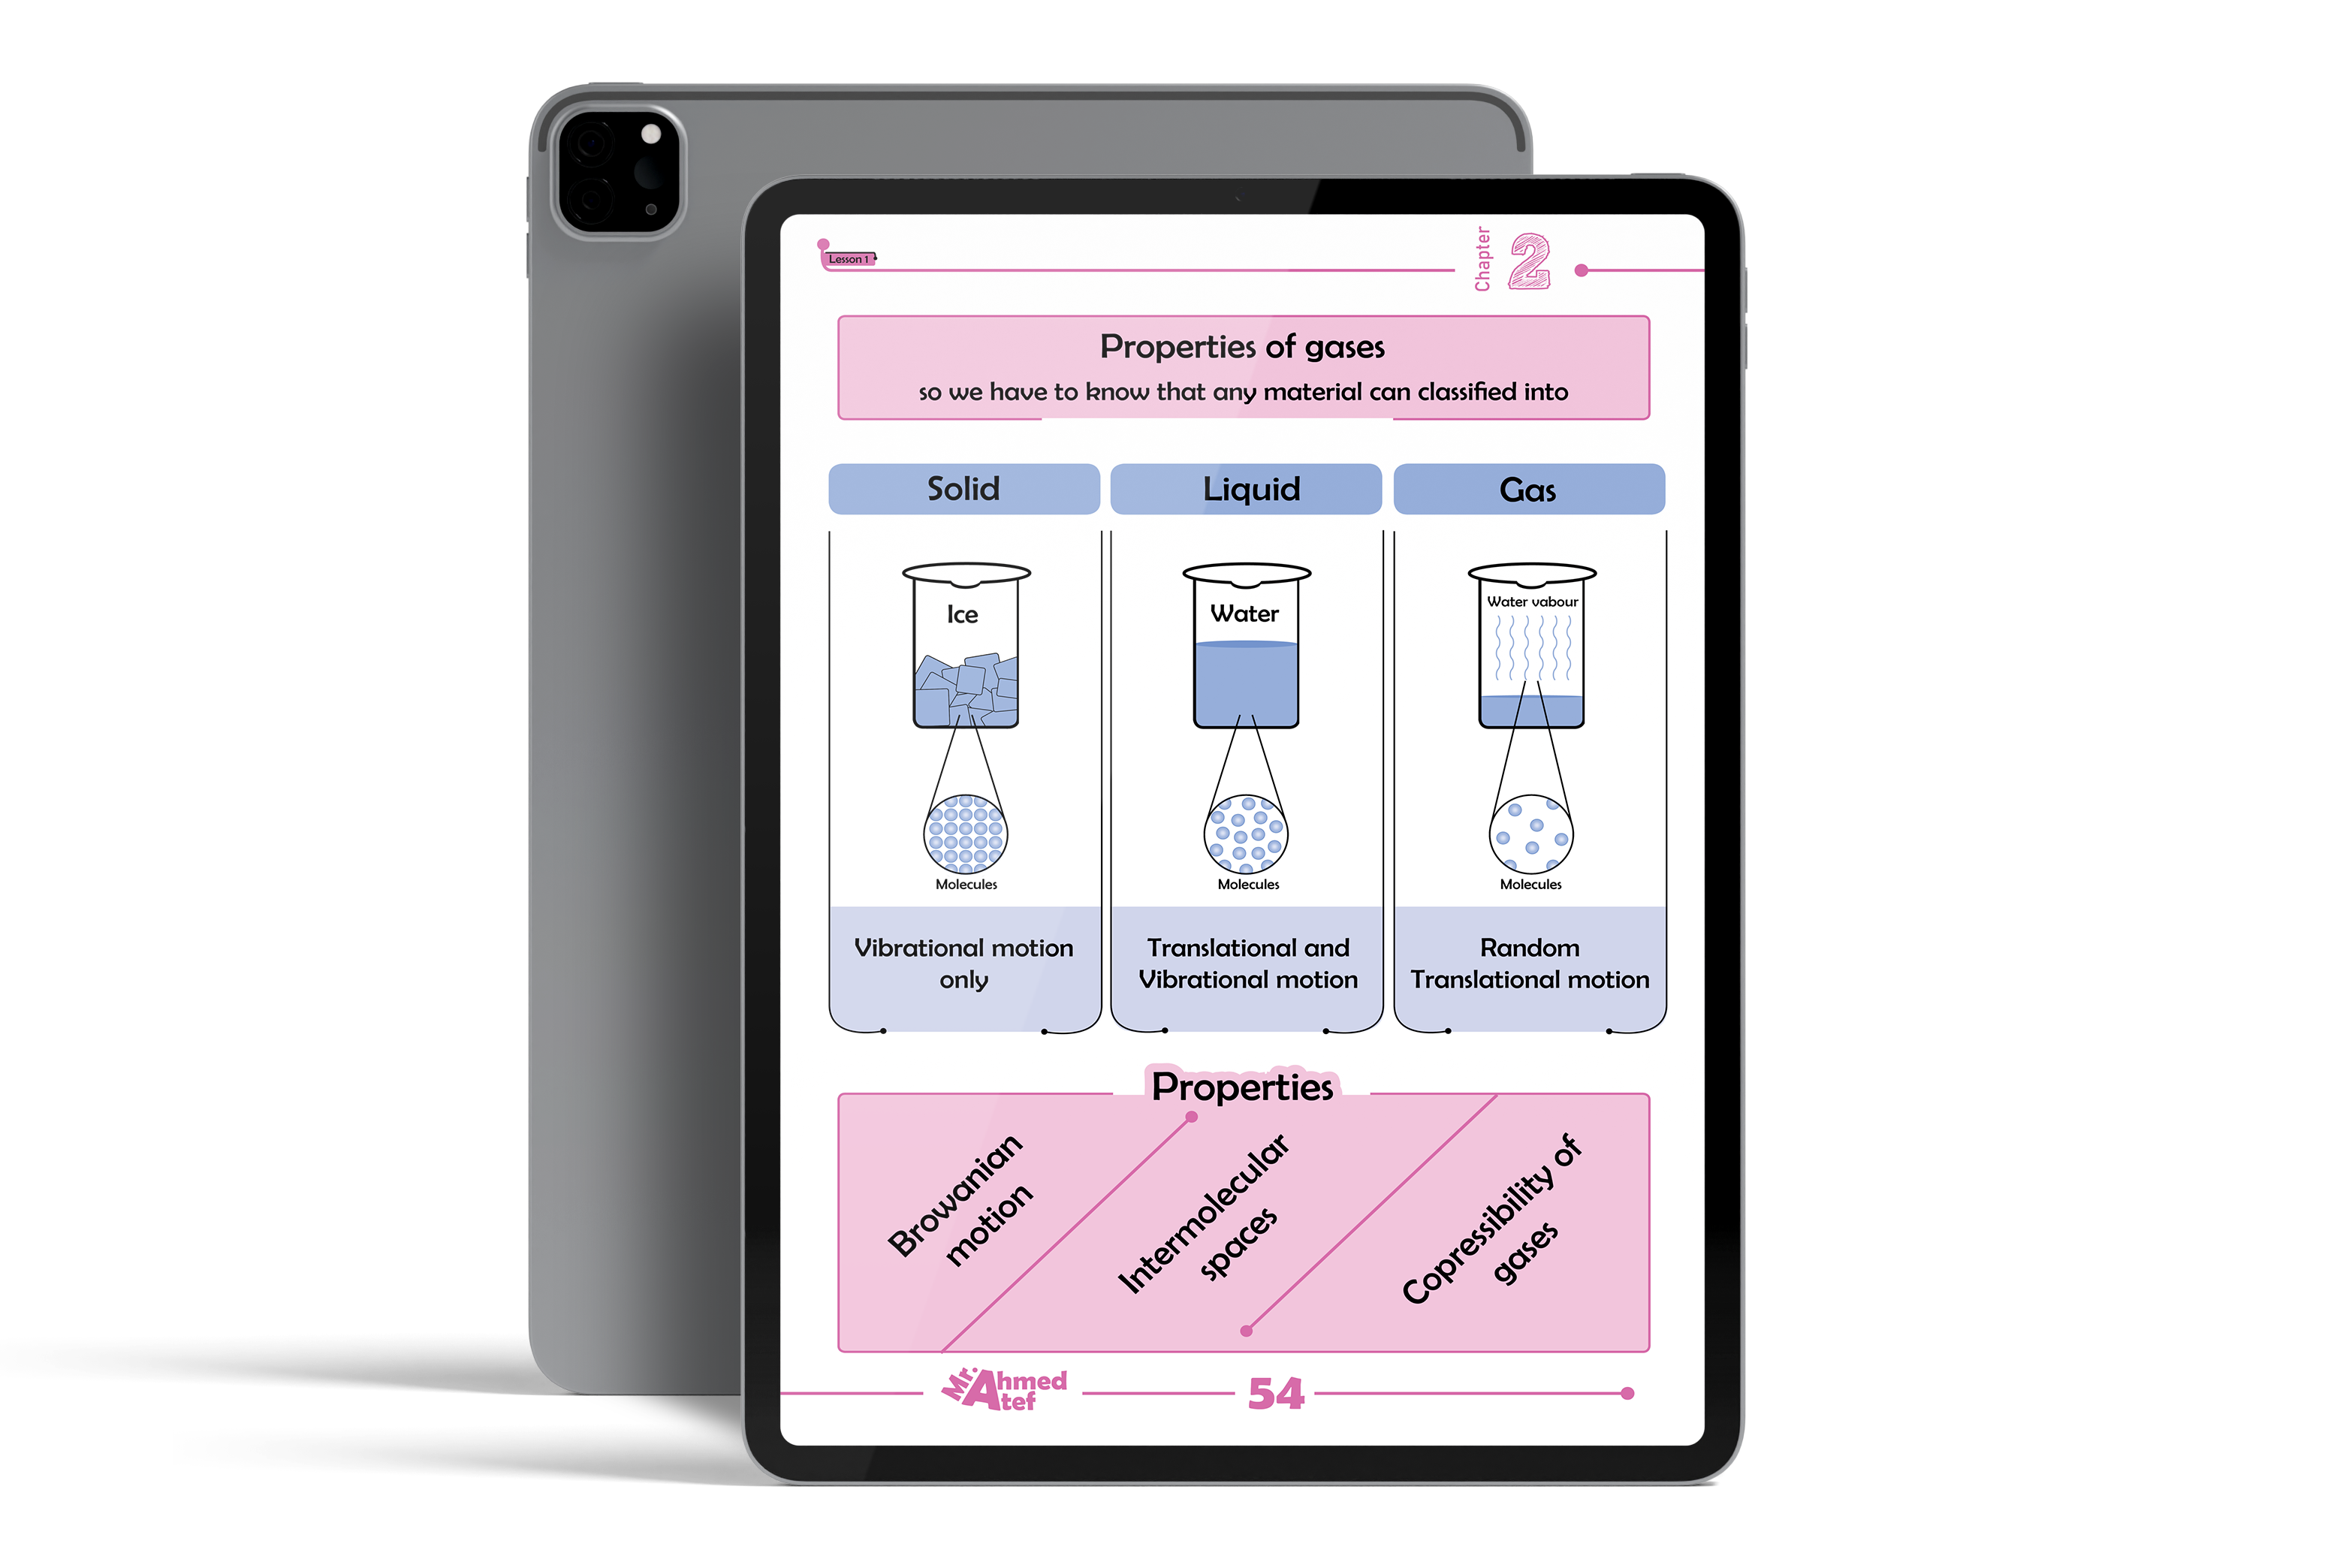 Lesson 1
Chapter 2
Properties of gases
so we have to know that any material can classified into
Solid
Liquid
Gas
Ice
Water
Water vabour
Molecules
Molecules
Molecules
Vibrational motion
only
Translational and
Vibrational motion
Random
Translational motion
Properties
Browanian
motion
Intermolecular
spaces
Copressibility of
gases
Mr. Ahmed
Atef
54